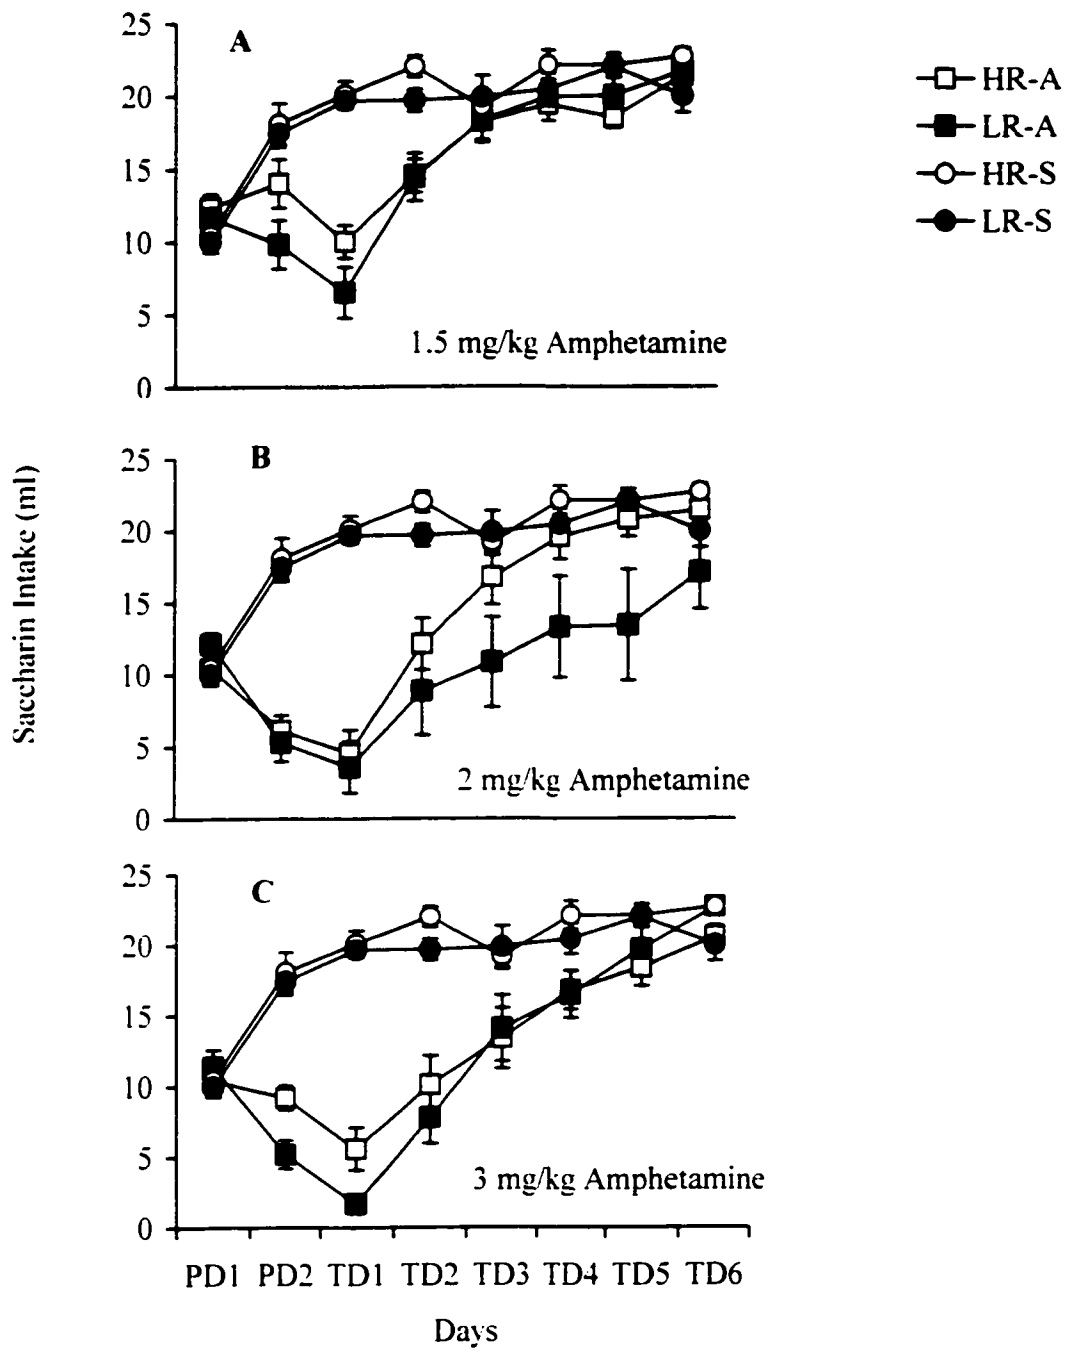 A
25
20
15
10
5
0
1.5 mg/kg Amphetamine
HR-A
LR-A
HR-S
LR-S
Saccharin Intake (ml)
B
25
20
15
10
5
0
2 mg/kg Amphetamine
C
25
20
15
10
5
0
3 mg/kg Amphetamine
PD1 PD2 TD1 TD2 TD3 TD4 TD5 TD6
Days